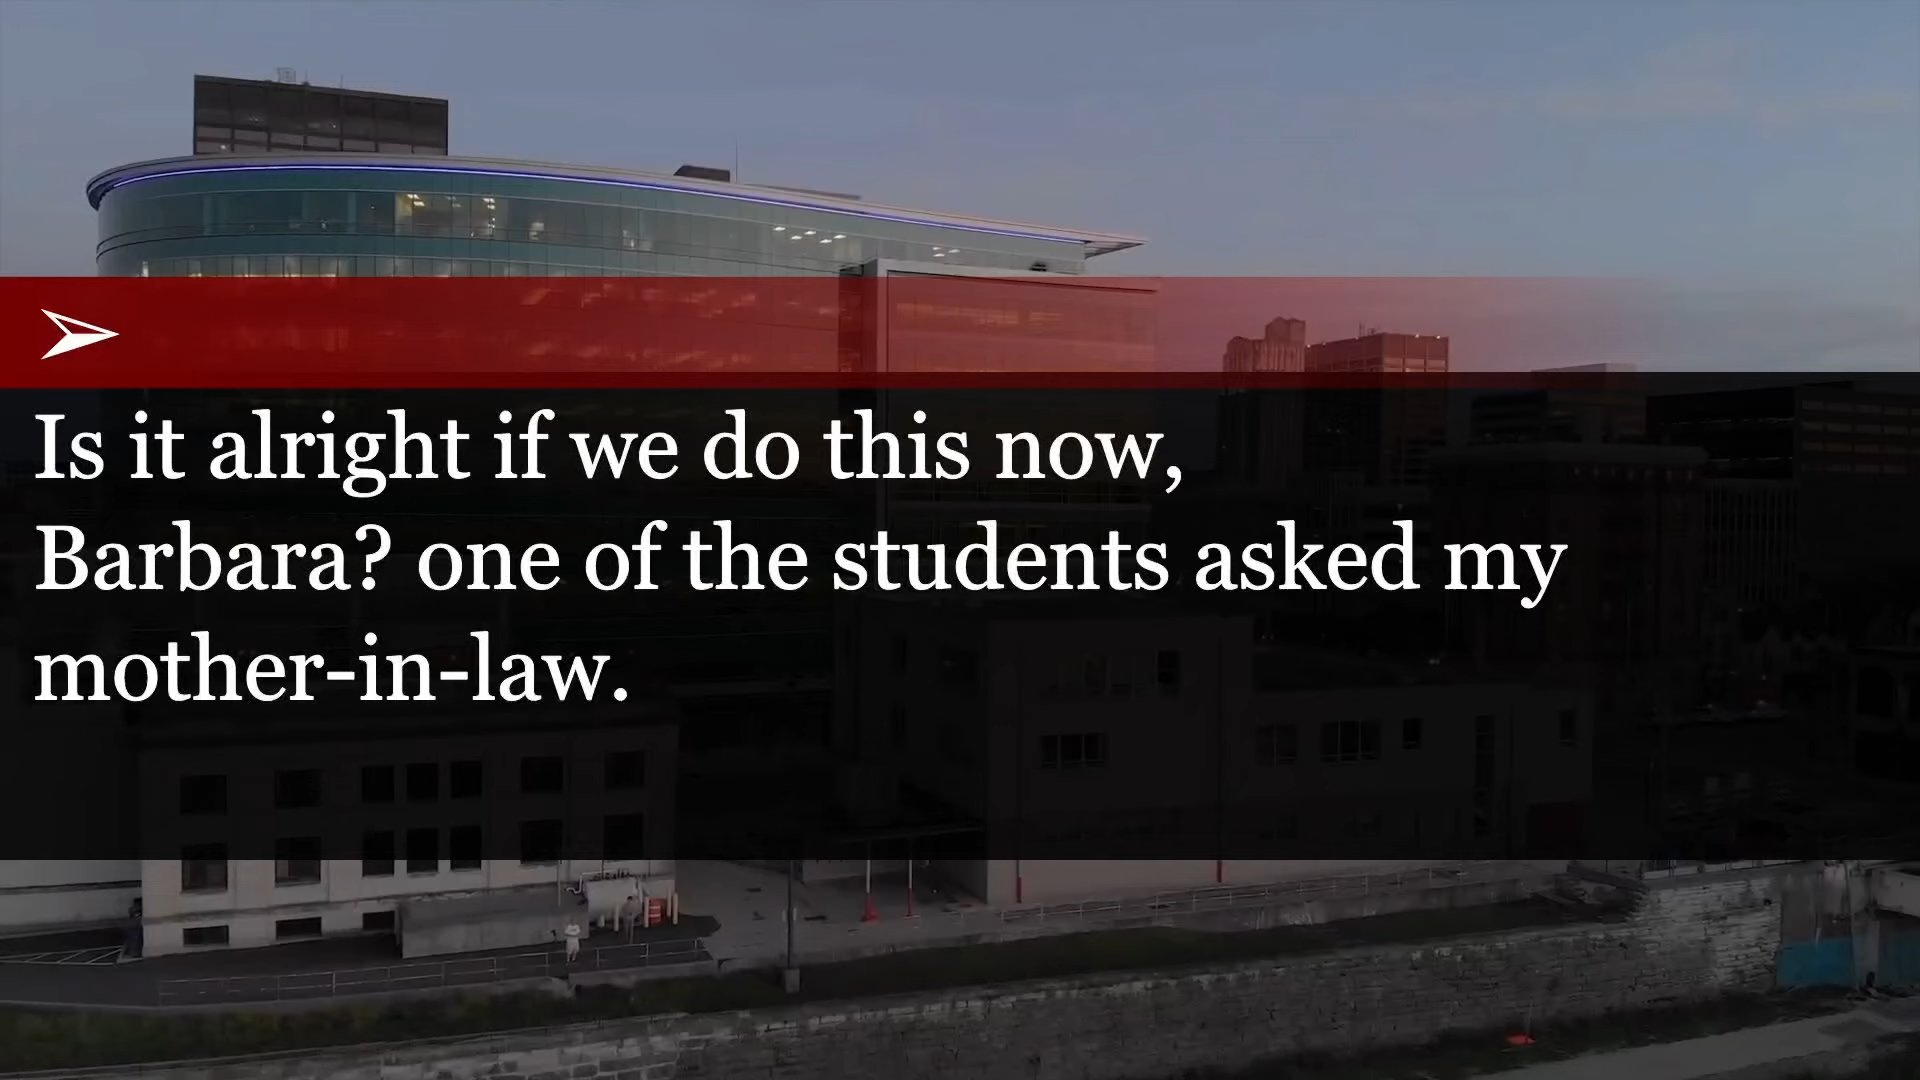 Is it alright if we do this now,
Barbara? one of the students asked my
mother-in-law.